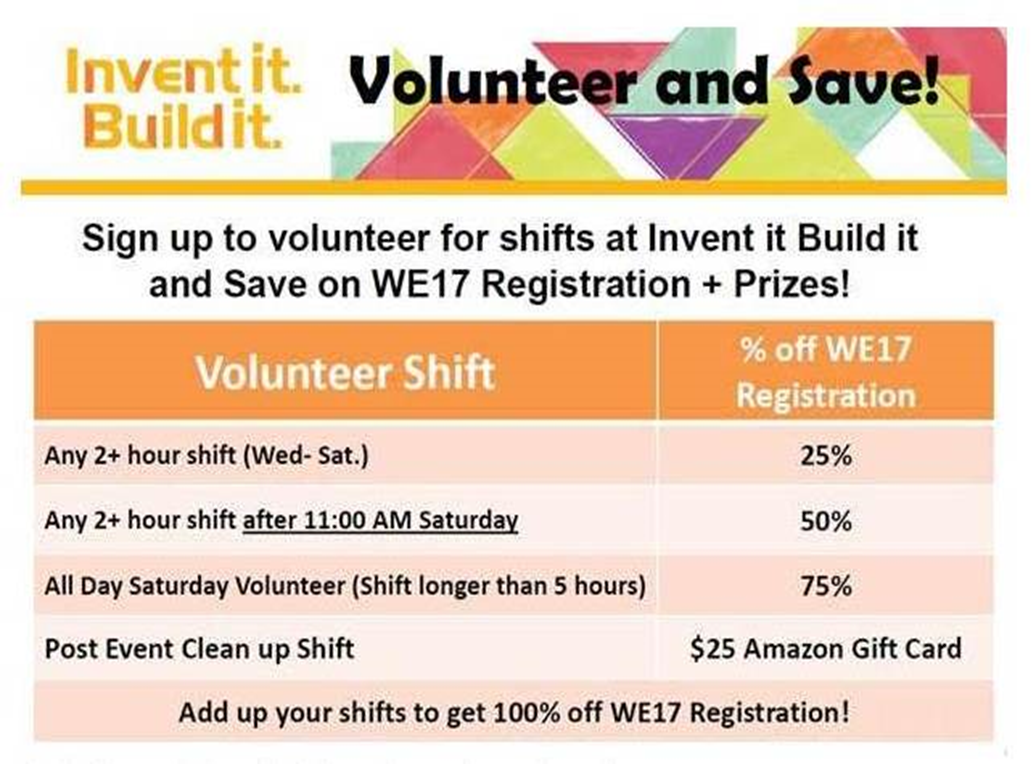 Invent it.
Build it.
Volunteer and Save!
Sign up to volunteer for shifts at Invent it Build it
and Save on WE17 Registration + Prizes!
Volunteer Shift
% off WE17
Registration
Any 2+ hour shift (Wed- Sat.)
25%
Any 2+ hour shift after 11:00 AM Saturday
50%
All Day Saturday Volunteer (Shift longer than 5 hours)
75%
Post Event Clean up Shift
$25 Amazon Gift Card
Add up your shifts to get 100% off WE17 Registration!